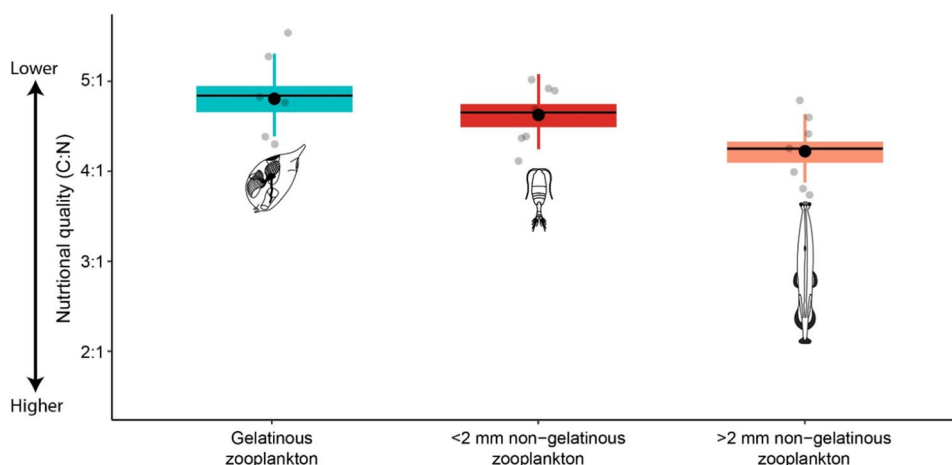 Lower
Higher
Nutrtional quality (C:N)
5:1
4:1
3:1
2:1
Gelatinous
zooplankton
<2 mm non-gelatinous
zooplankton
>2 mm non-gelatinous
zooplankton